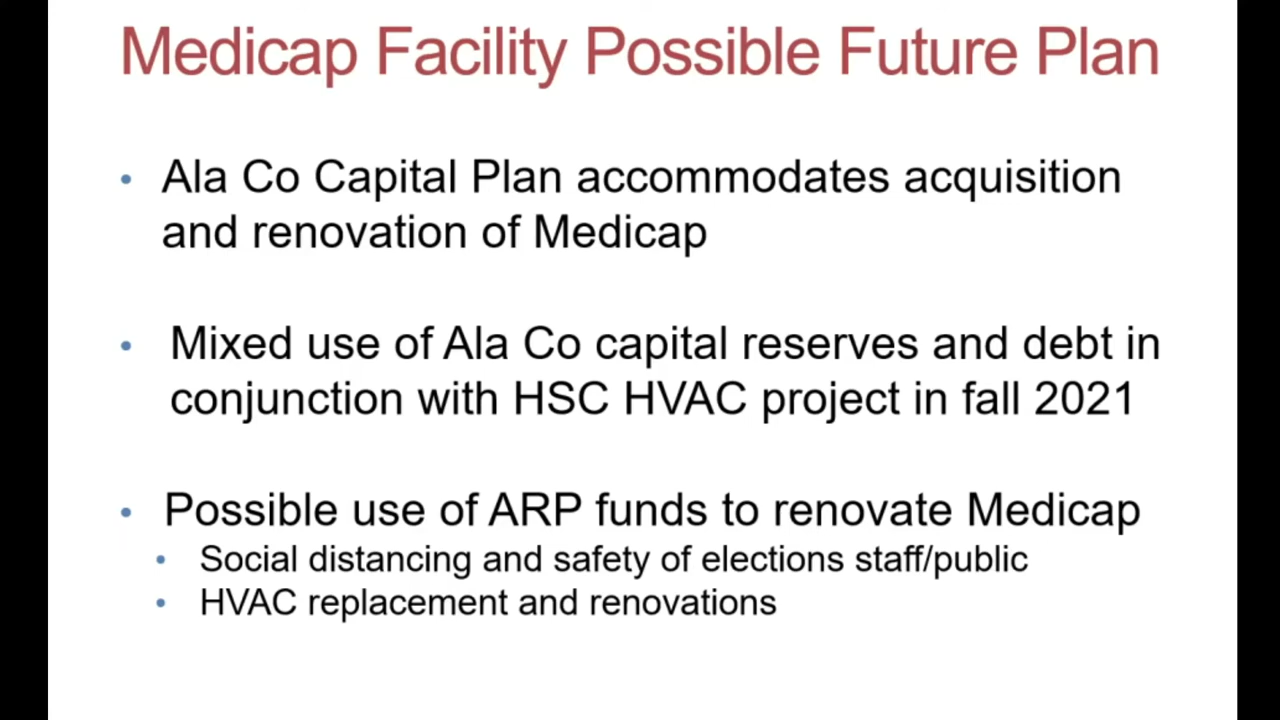 Medicap Facility Possible Future Plan
• Ala Co Capital Plan accommodates acquisition
and renovation of Medicap
• Mixed use of Ala Co capital reserves and debt in
conjunction with HSC HVAC project in fall 2021
• Possible use of ARP funds to renovate Medicap
• Social distancing and safety of elections staff/public
• HVAC replacement and renovations